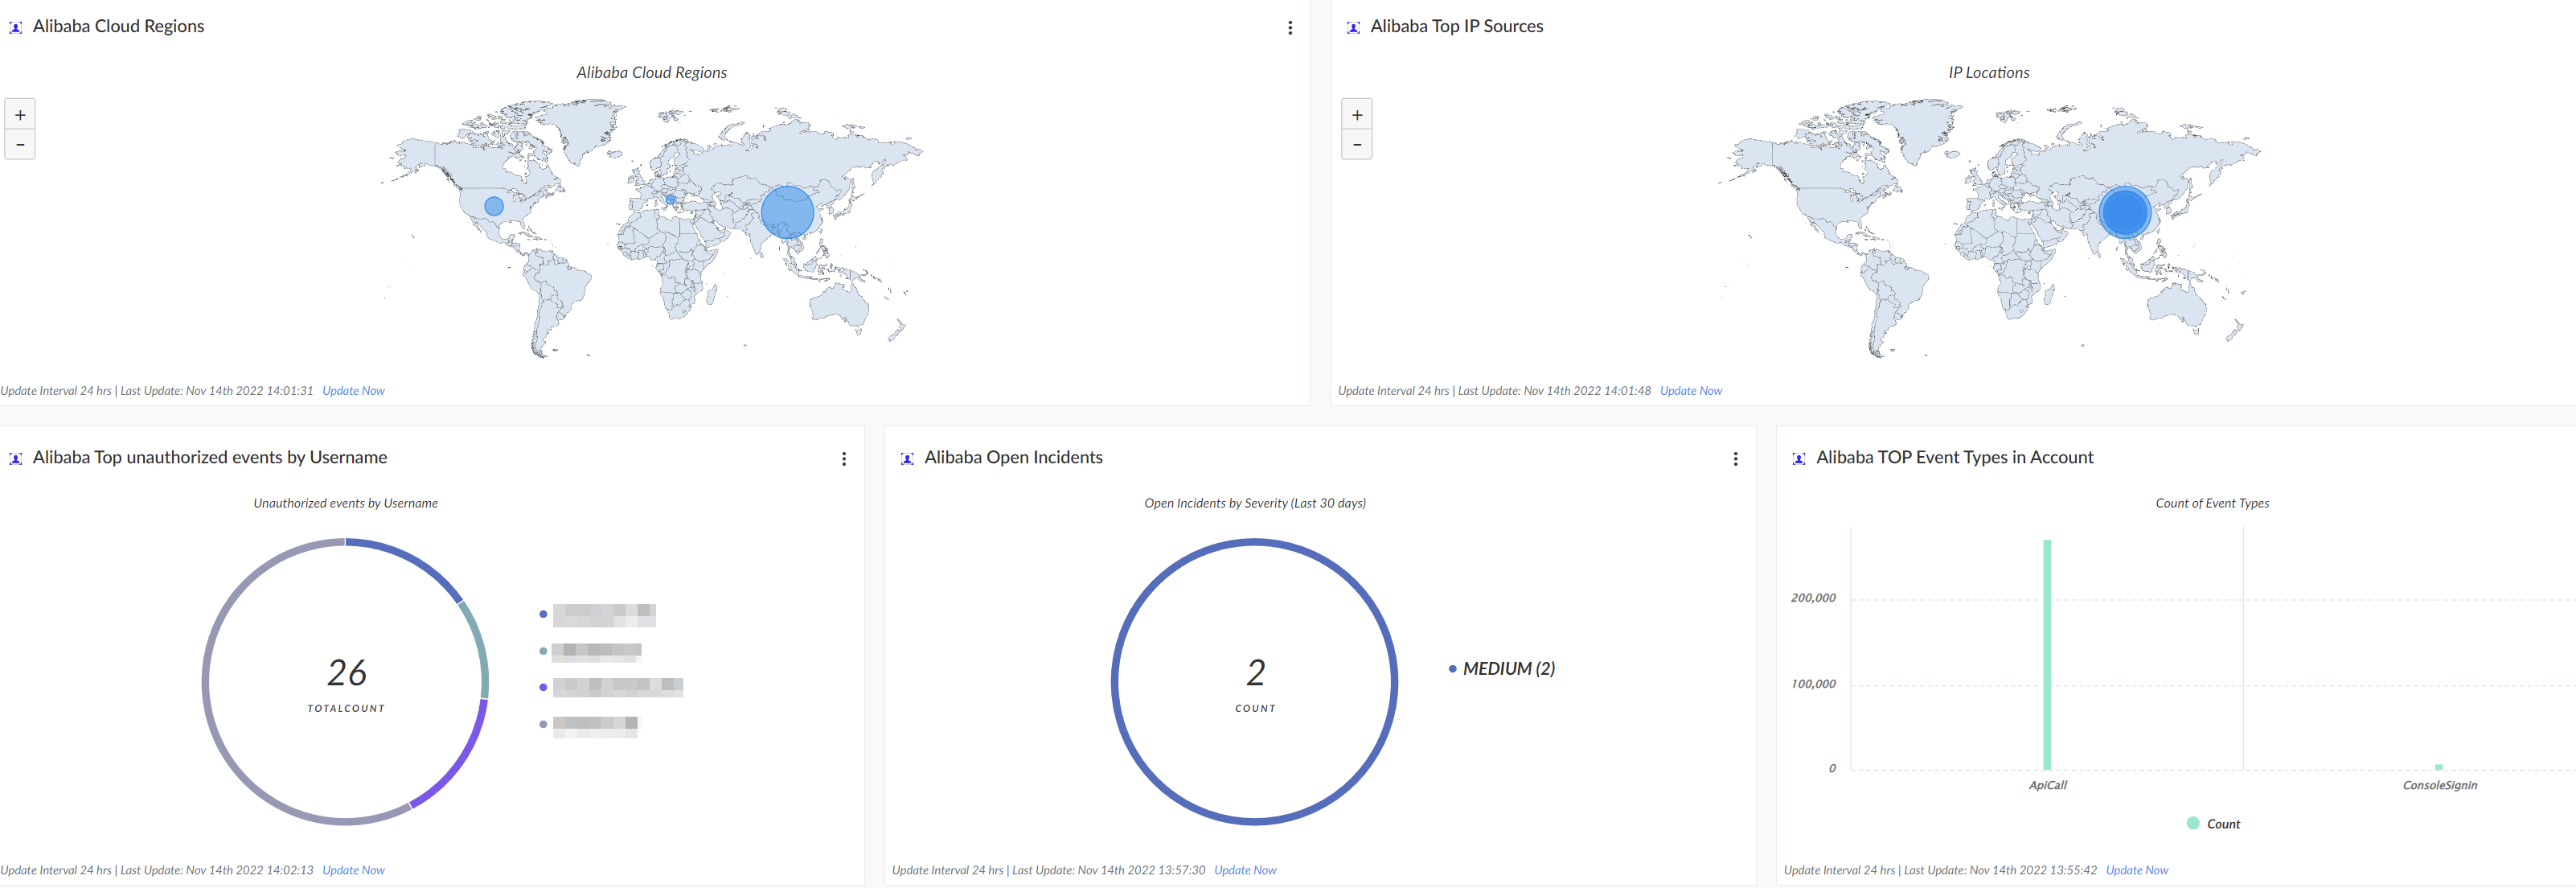 Alibaba Cloud Regions
Alibaba Cloud Regions
+
−
Update Interval 24 hrs | Last Update: Nov 14th 2022 14:01:31 Update Now
Alibaba Top IP Sources
IP Locations
+
−
Update Interval 24 hrs | Last Update: Nov 14th 2022 14:01:48 Update Now
Alibaba Top unauthorized events by Username
Unauthorized events by Username
26
TOTALCOUNT
Update Interval 24 hrs | Last Update: Nov 14th 2022 14:02:13 Update Now
Alibaba Open Incidents
Open Incidents by Severity (Last 30 days)
2
COUNT
MEDIUM (2)
Update Interval 24 hrs | Last Update: Nov 14th 2022 13:57:30 Update Now
Alibaba TOP Event Types in Account
Count of Event Types
200,000
100,000
0
ApiCall
ConsoleSignin
Count
Update Interval 24 hrs | Last Update: Nov 14th 2022 13:55:42 Update Now